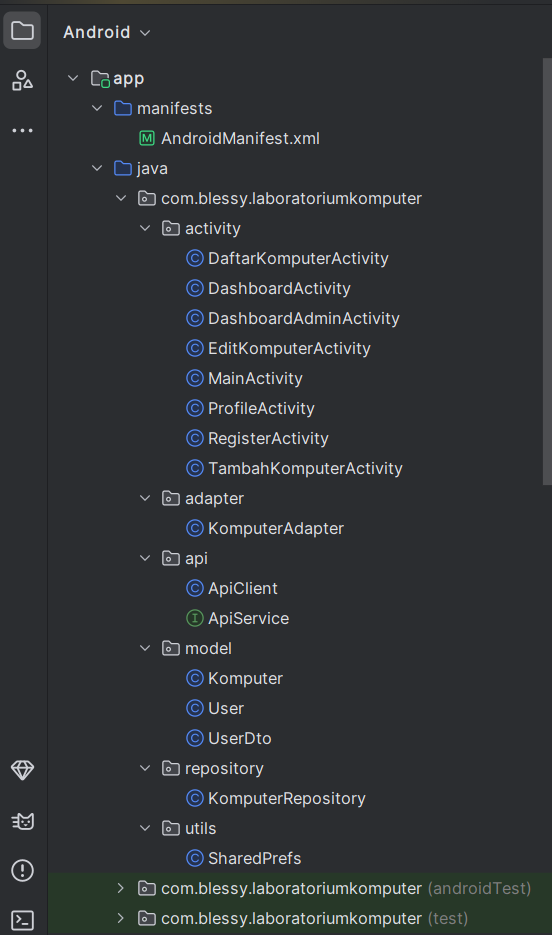 Android
app
manifests
AndroidManifest.xml
java
com.blessy.laboratoriumkomputer
activity
DaftarKomputerActivity
DashboardActivity
DashboardAdminActivity
EditKomputerActivity
MainActivity
ProfileActivity
RegisterActivity
TambahKomputerActivity
adapter
KomputerAdapter
api
ApiClient
ApiService
model
Komputer
User
UserDto
repository
KomputerRepository
utils
SharedPrefs
com.blessy.laboratoriumkomputer (androidTest)
com.blessy.laboratoriumkomputer (test)